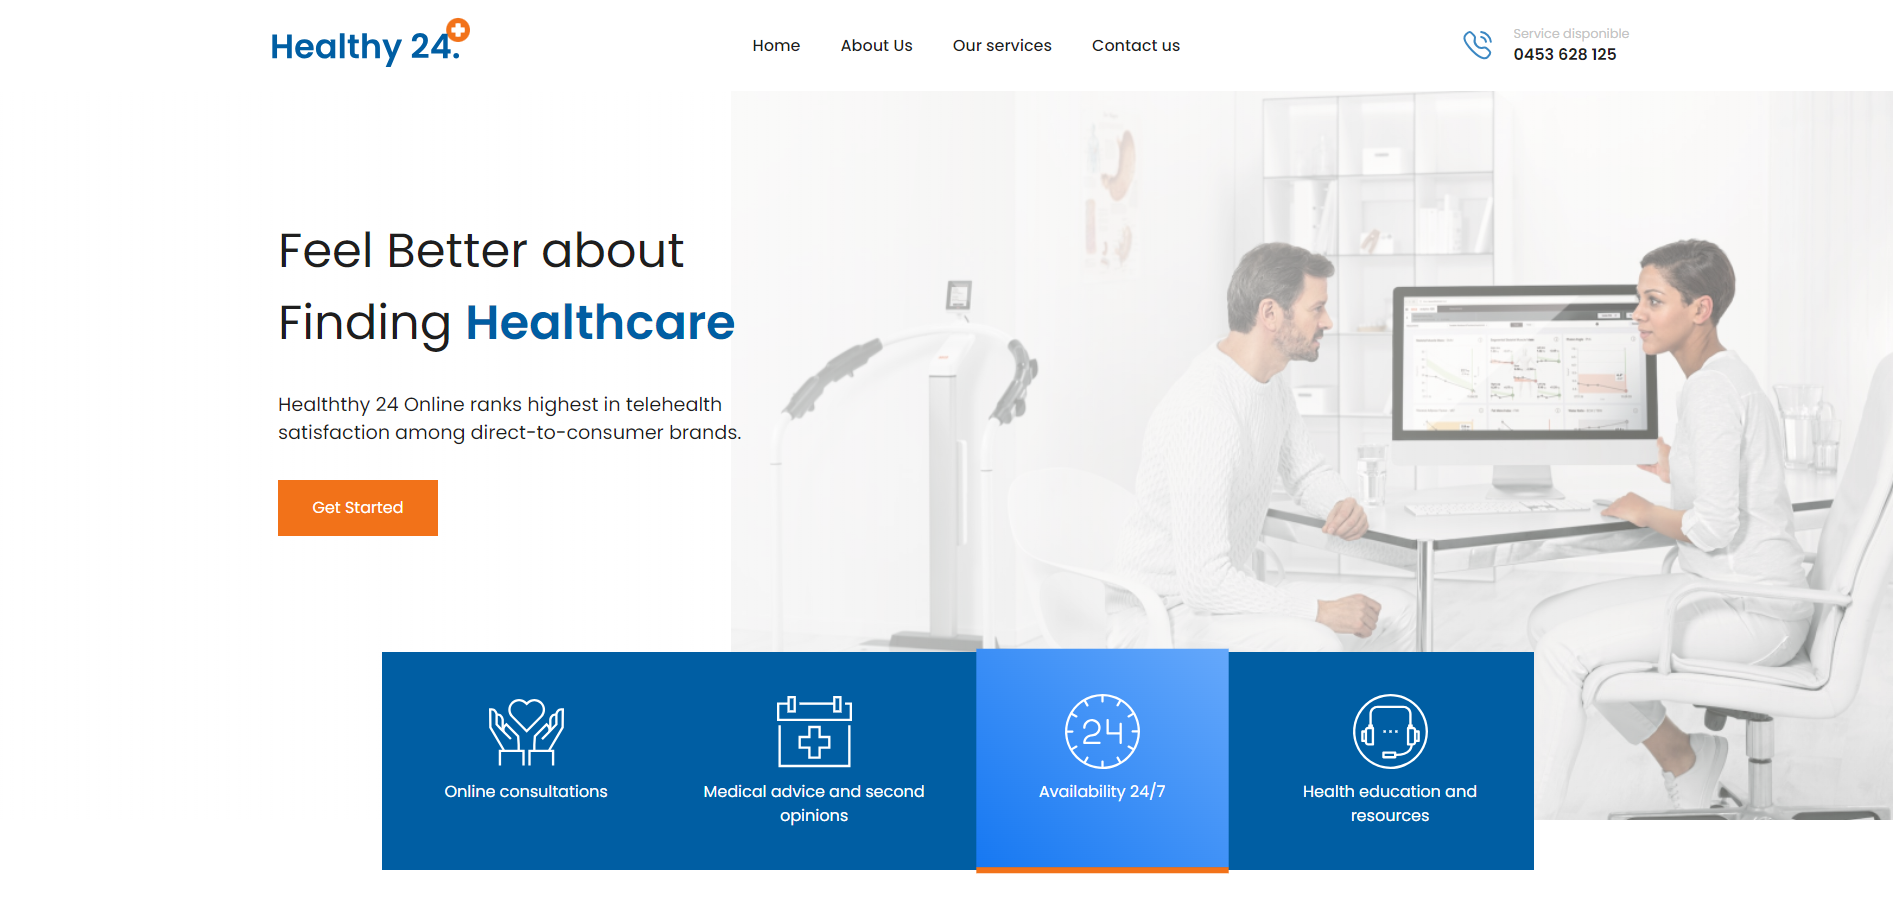 Healthy 24.
Home About Us Our services Contact us
Service disponible
0453 628 125
Feel Better about
Finding Healthcare
Healththy 24 Online ranks highest in telehealth
satisfaction among direct-to-consumer brands.
Get Started
24
Online consultations
Medical advice and second
opinions
Availability 24/7
Health education and
resources